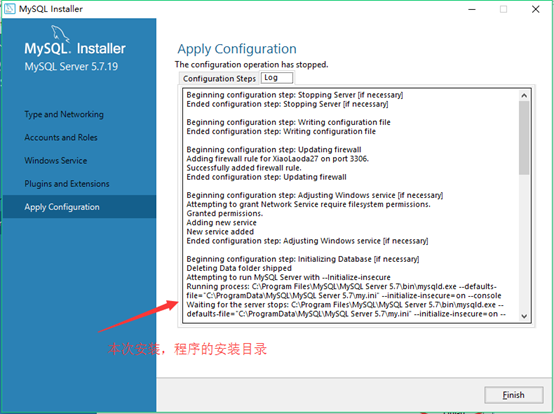 MySQL Installer
MySQL. Installer
MySQL Server 5.7.19
Type and Networking
Accounts and Roles
Windows Service
Plugins and Extensions
Apply Configuration
Apply Configuration
The configuration operation has stopped.
Configuration Steps Log
Beginning configuration step: Stopping Server [if necessary]
Ended configuration step: Stopping Server [if necessary]
Beginning configuration step: Writing configuration file
Ended configuration step: Writing configuration file
Beginning configuration step: Updating firewall
Adding firewall rule for XiaoLaoda27 on port 3306.
Successfully added firewall rule.
Ended configuration step: Updating firewall
Beginning configuration step: Adjusting Windows service [if necessary]
Attempting to grant Network Service require filesystem permissions.
Granted permissions.
Adding new service
New service added
Ended configuration step: Adjusting Windows service [if necessary]
Beginning configuration step: Initializing Database [if necessary]
Deleting Data folder shipped
Attempting to run MySQL Server with --initialize-insecure
Running process: C:\Program Files\MySQL\MySQL Server 5.7\bin\mysqld.exe --defaults-
file="C:\ProgramData\MySQL\MySQL Server 5.7\my.ini" --initialize-insecure=on --console
Waiting for the server stops: C:\Program Files\MySQL\MySQL Server 5.7\bin\mysqld.exe --
defaults-file="C:\ProgramData\MySQL\MySQL Server 5.7\my.ini" --initialize-insecure=on --
本次安装，程序的安装目录
Finish